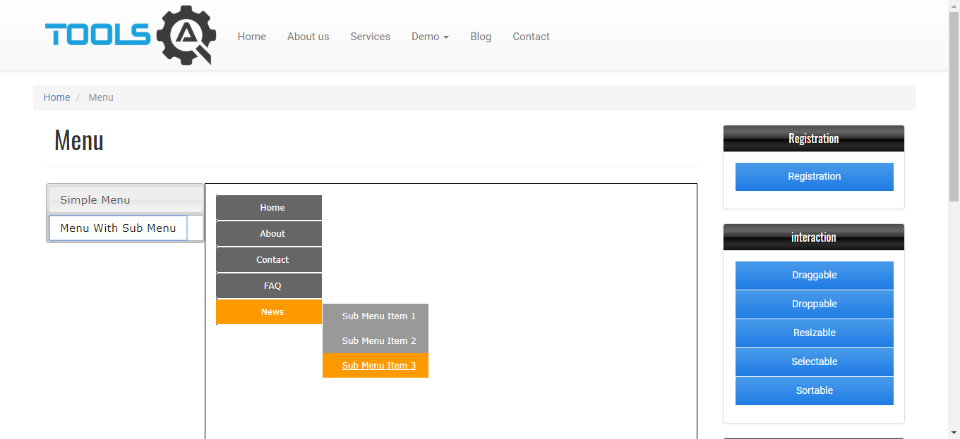 TOOLS QA
Home About us Services Demo Blog Contact
Home / Menu
Menu
Simple Menu
Menu With Sub Menu
Home
About
Contact
FAQ
News
Sub Menu Item 1
Sub Menu Item 2
Sub Menu Item 3
Registration
Registration
interaction
Draggable
Droppable
Resizable
Selectable
Sortable